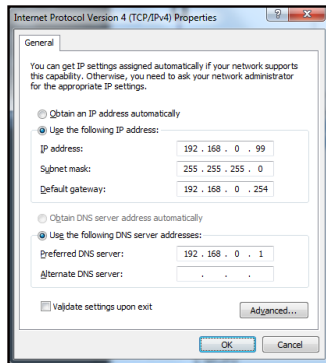 Internet Protocol Version 4 (TCP/IPv4) Properties
General
You can get IP settings assigned automatically if your network supports
this capability. Otherwise, you need to ask your network administrator
for the appropriate IP settings.
Obtain an IP address automatically
Use the following IP address:
IP address: 192 . 168 . 0 . 99
Subnet mask: 255 . 255 . 255 . 0
Default gateway: 192 . 168 . 0 . 254
Obtain DNS server address automatically
Use the following DNS server addresses:
Preferred DNS server: 192 . 168 . 0 . 1
Alternate DNS server: . . .
Validate settings upon exit
Advanced...
OK Cancel